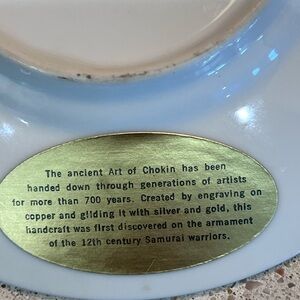 The ancient Art of Chokin has been
handed down through generations of artists
for more than 700 years. Created by engraving on
copper and gilding it with silver and gold, this
handcraft was first discovered on the armament
of the 12th century Samurai warriors.